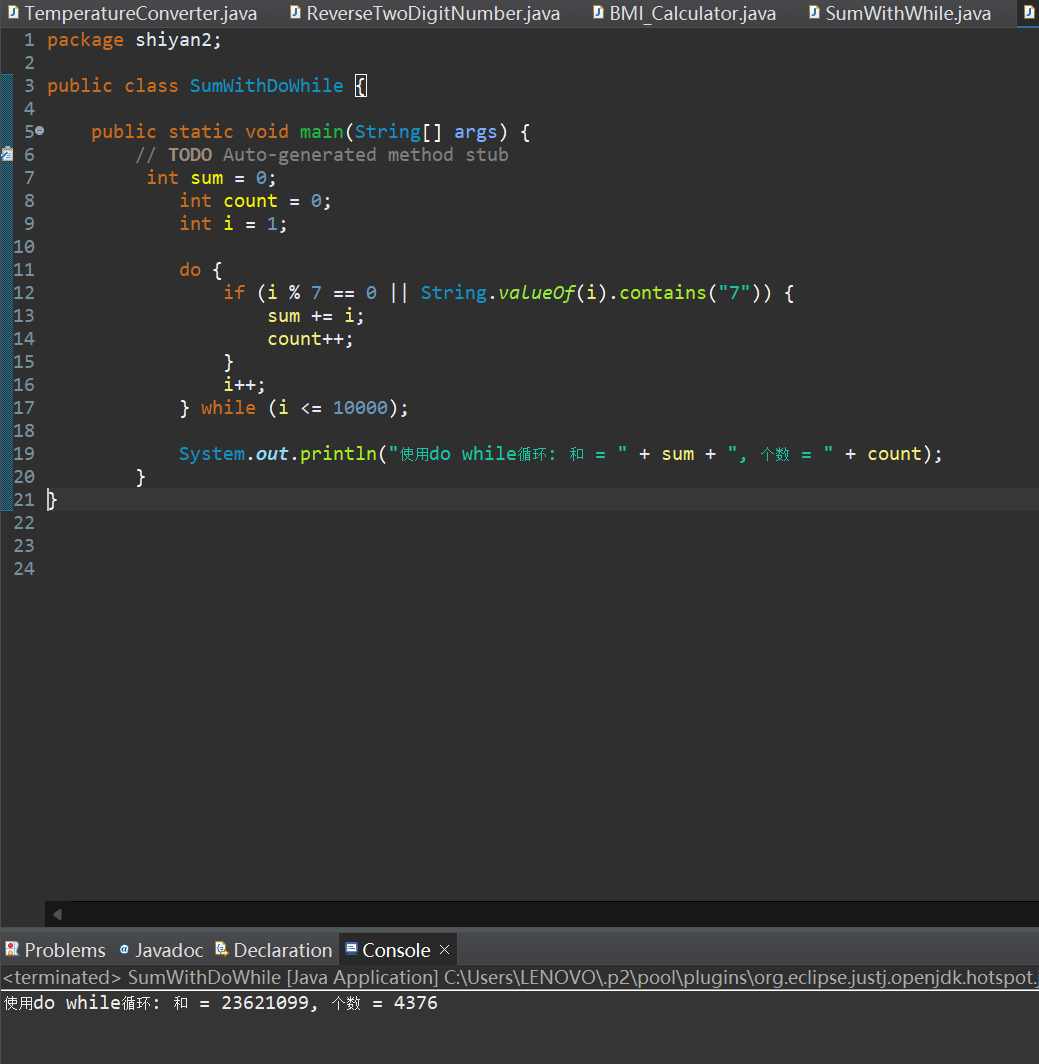 TemperatureConverter.java ReverseTwoDigitNumber.java BMI_Calculator.java SumWithWhile.java
1 package shiyan2;
2
3 public class SumWithDoWhile {
4
5 public static void main(String[] args) {
6 // TODO Auto-generated method stub
7 int sum = 0;
8 int count = 0;
9 int i = 1;
10
11 do {
12 if (i % 7 == 0 || String.valueOf(i).contains("7")) {
13 sum += i;
14 count++;
15 }
16 i++;
17 } while (i <= 10000);
18
19 System.out.println("使用do while循环: 和 = " + sum + ", 个数 = " + count);
20 }
21 }
22
23
24
Problems Javadoc Declaration Console
<terminated> SumWithDoWhile [Java Application] C:\Users\LENOVO\.p2\pool\plugins\org.eclipse.justj.openjdk.hotspot.j
使用do while循环: 和 = 23621099, 个数 = 4376